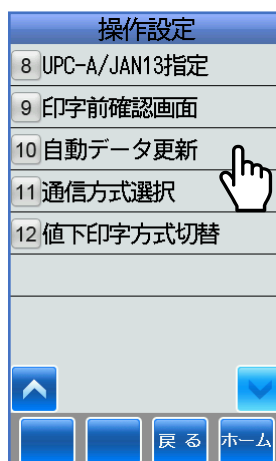 操作設定
8 UPC-A/JAN13指定
9 印字前確認画面
10 自動データ更新
11 通信方式選択
12 値下印字方式切替
戻る ホーム